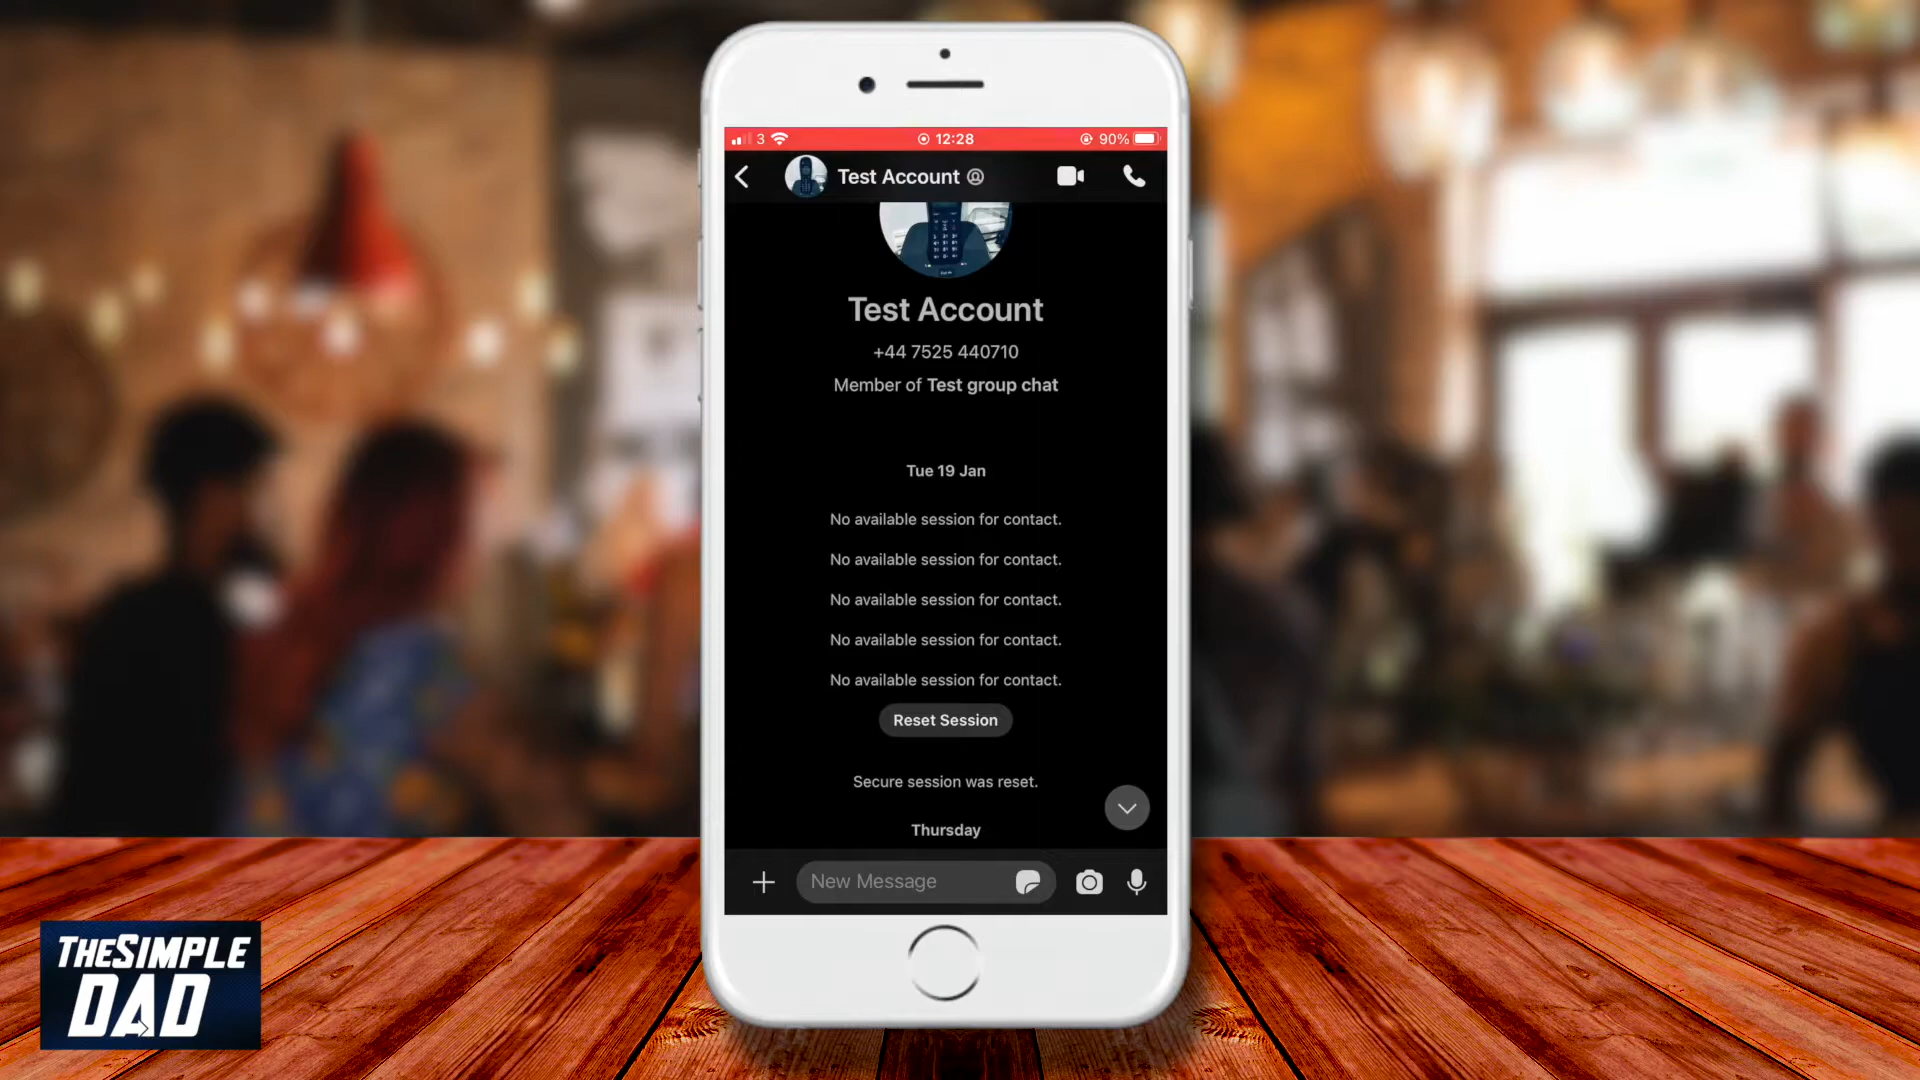 3 12:28 90%
Test Account
Test Account
+44 7525 440710
Member of Test group chat
Tue 19 Jan
No available session for contact.
No available session for contact.
No available session for contact.
No available session for contact.
No available session for contact.
Reset Session
Secure session was reset.
Thursday
New Message
THESIMPLE
DAD